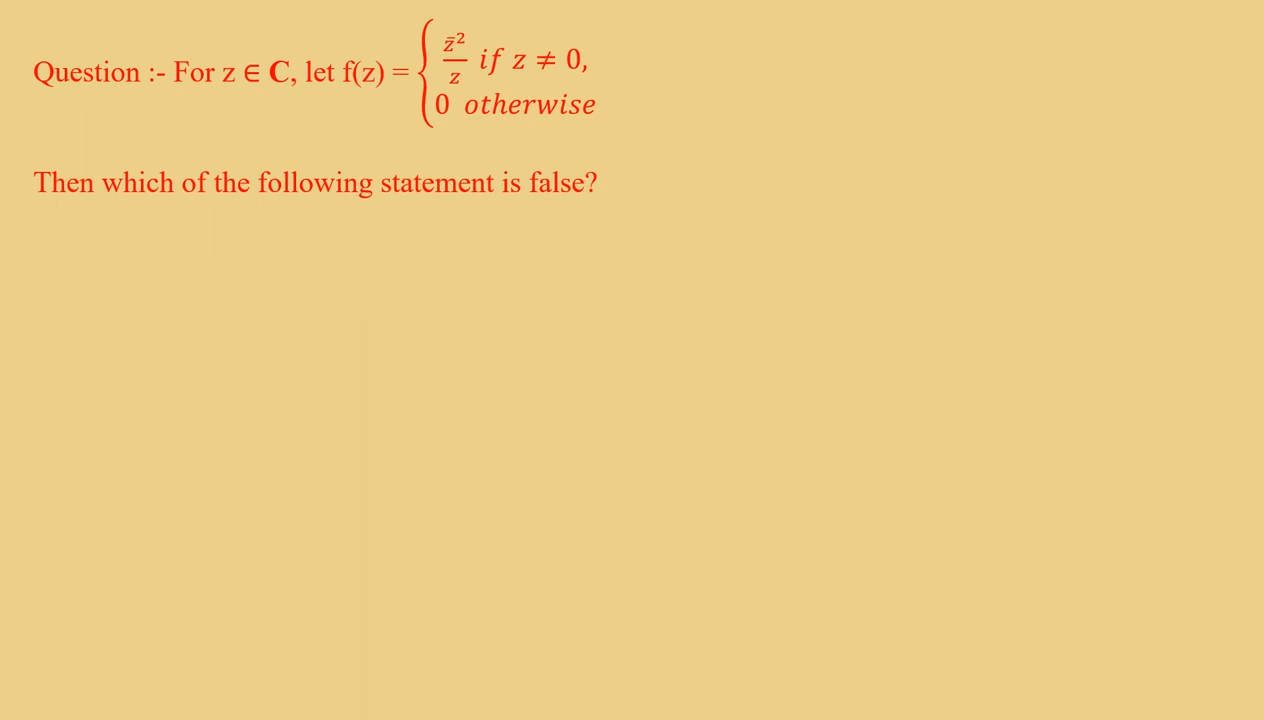 Question :- For z ∈ C, let f(z) = { z̄²/z if z ≠ 0,
0 otherwise
Then which of the following statement is false?